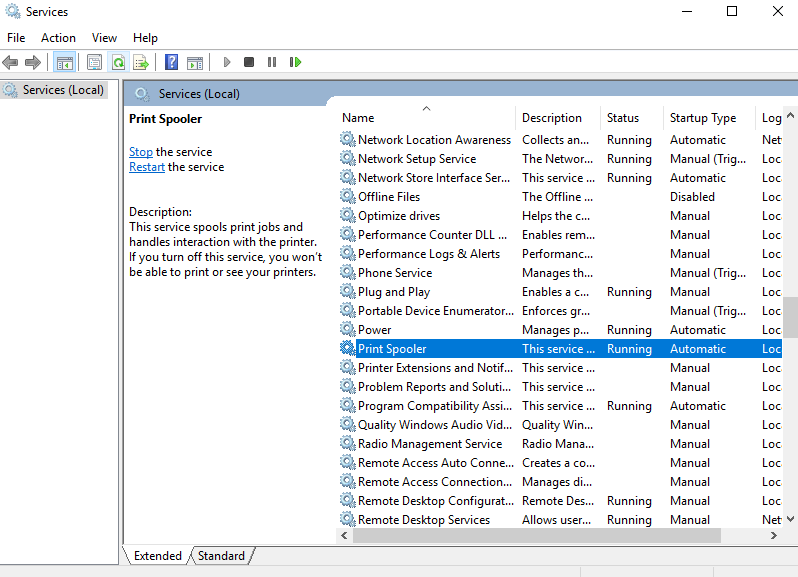 Services
File Action View Help
Services (Local)
Services (Local)
Print Spooler
Stop the service
Restart the service
Description:
This service spools print jobs and
handles interaction with the printer.
If you turn off this service, you won't
be able to print or see your printers.
Name Description Status Startup Type Log
Network Location Awareness Collects an... Running Automatic Net
Network Setup Service The Networ... Running Manual (Trig... Loc
Network Store Interface Ser... This service ... Running Automatic Loc
Offline Files The Offline ... Disabled Loc
Optimize drives Helps the c... Manual Loc
Performance Counter DLL ... Enables rem... Manual Loc
Performance Logs & Alerts Performanc... Manual Loc
Phone Service Manages th... Manual (Trig... Loc
Plug and Play Enables a c... Running Manual Loc
Portable Device Enumerator... Enforces gr... Manual (Trig... Loc
Power Manages p... Running Automatic Loc
Print Spooler This service ... Running Automatic Loc
Printer Extensions and Notif... This service ... Manual Loc
Problem Reports and Soluti... This service ... Manual Loc
Program Compatibility Assi... This service ... Running Automatic Loc
Quality Windows Audio Vid... Quality Win... Manual Loc
Radio Management Service Radio Mana... Manual Loc
Remote Access Auto Conne... Creates a co... Manual Loc
Remote Access Connection... Manages di... Manual Loc
Remote Desktop Configurat... Remote Des... Running Manual Loc
Remote Desktop Services Allows user... Running Manual Net
Extended Standard